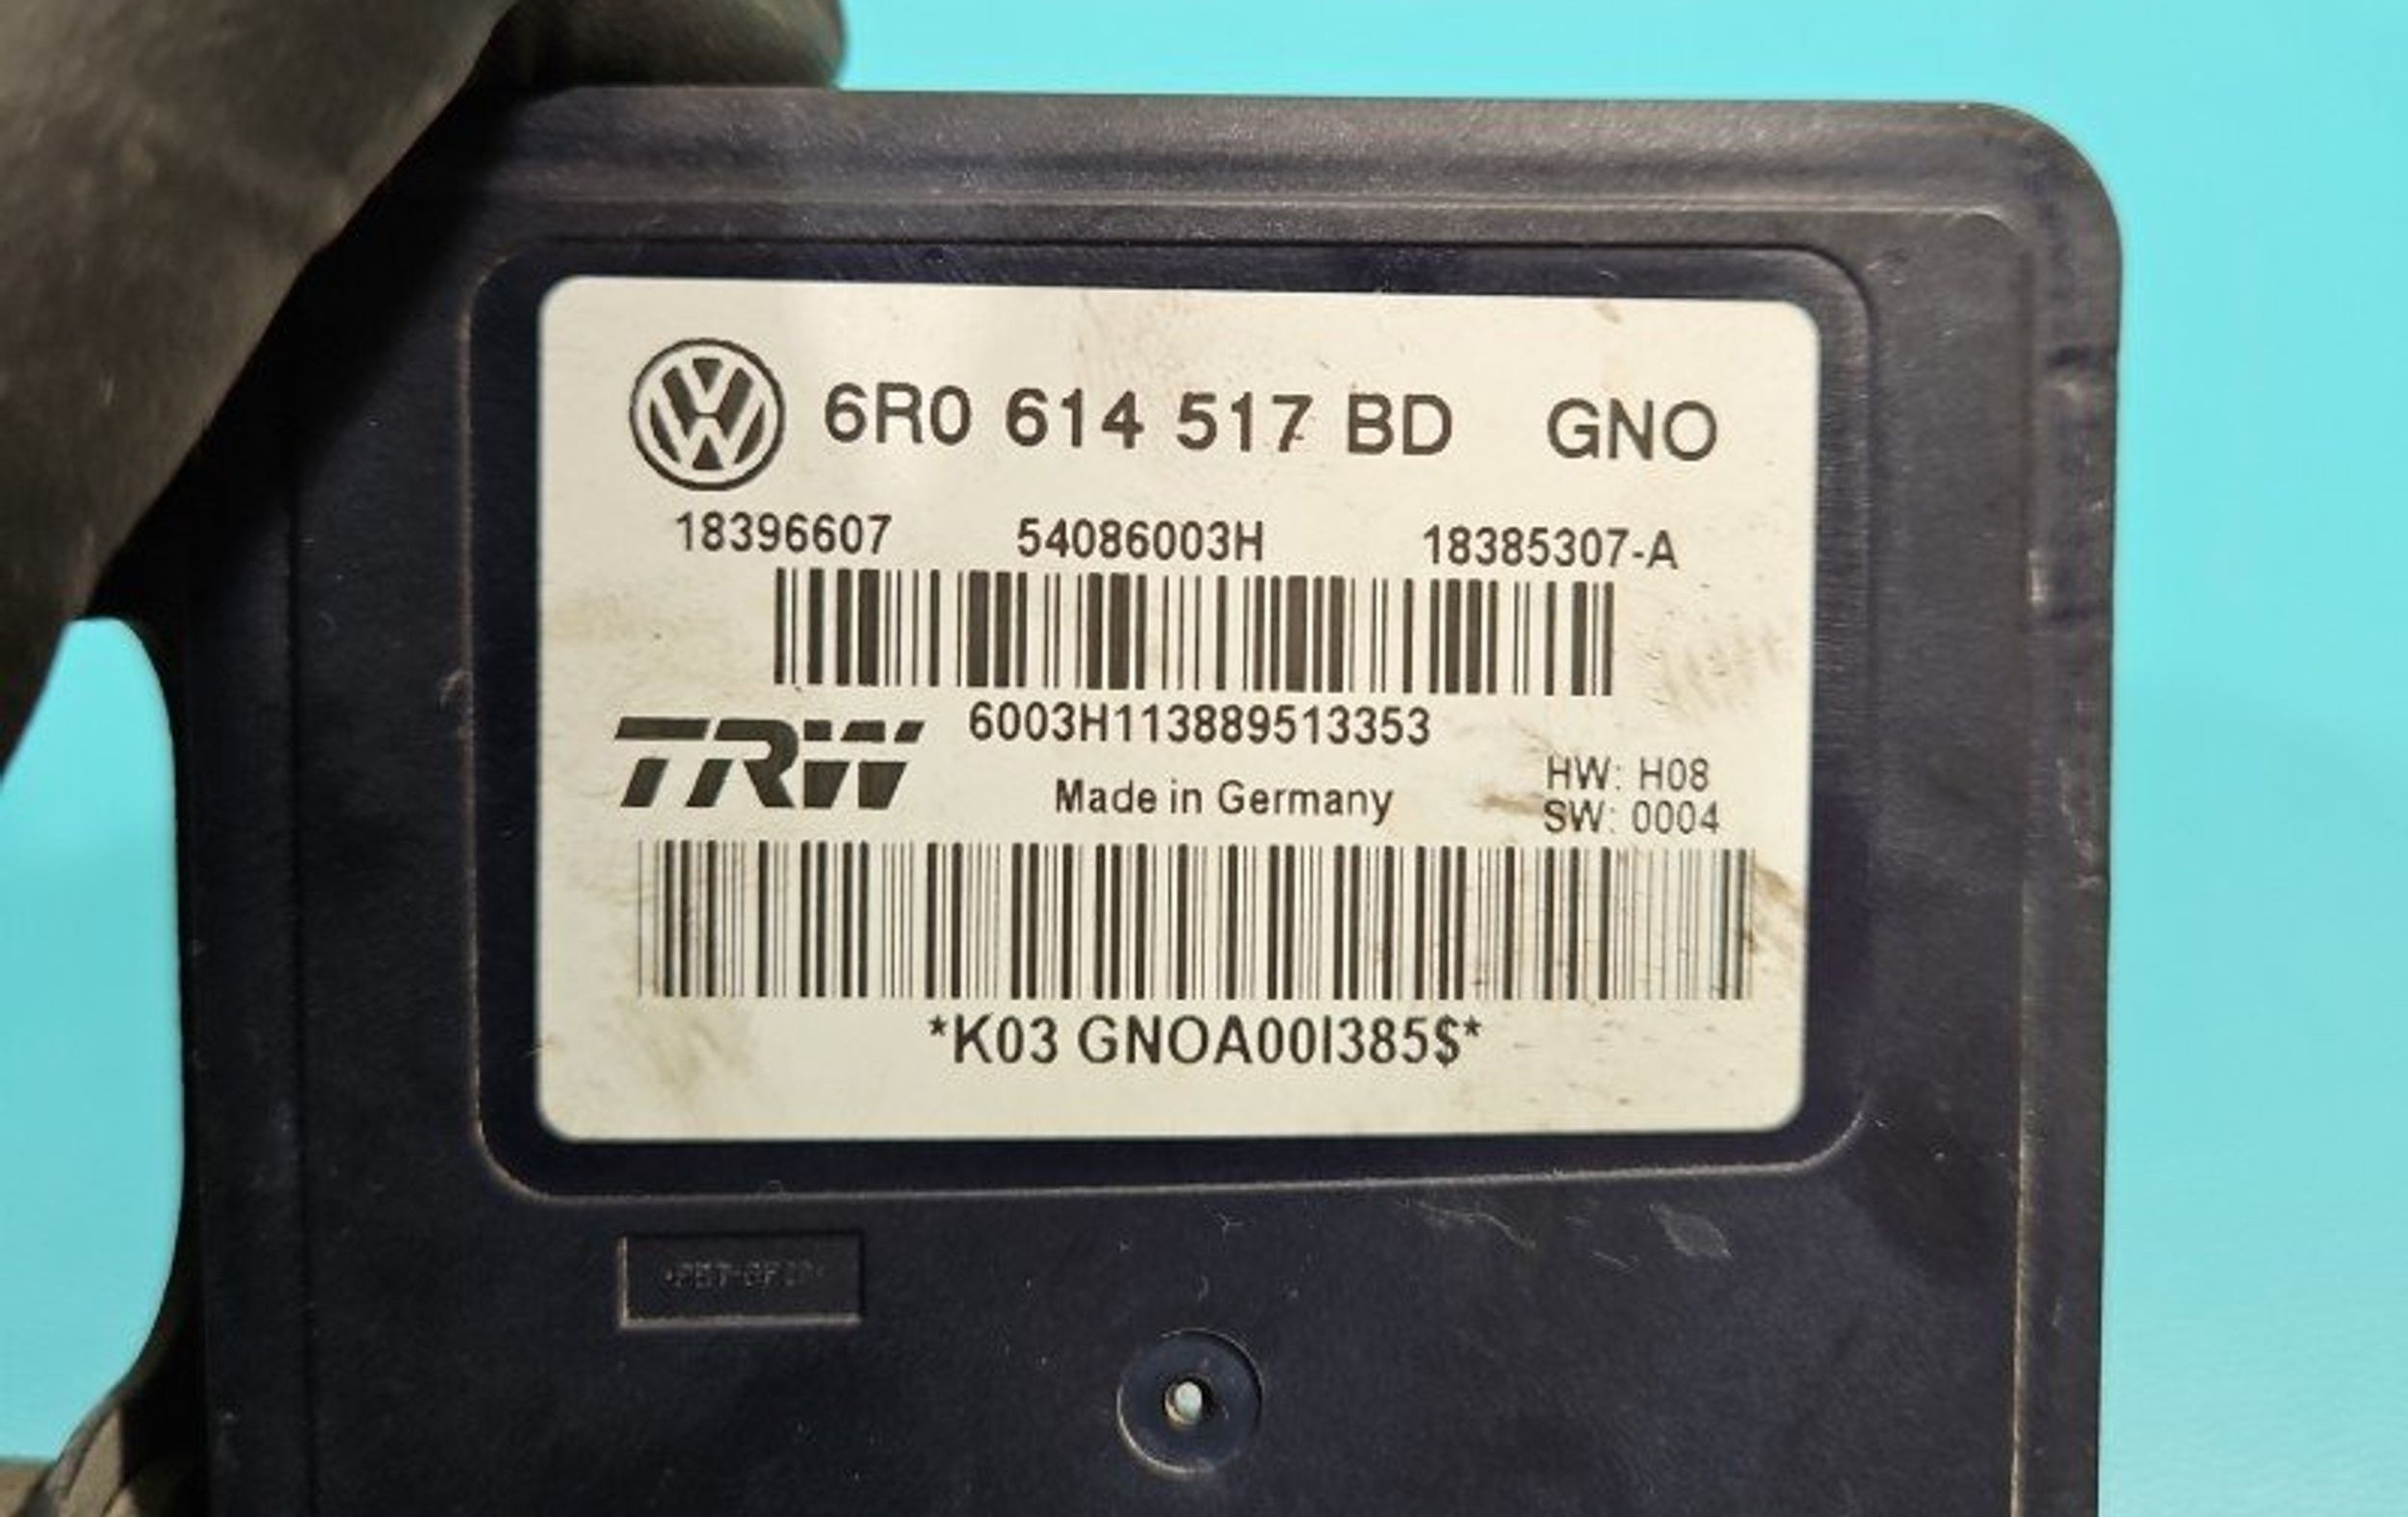 6R0 614 517 BD GNO
18396607 54086003H 18385307-A
6003H113889513353
TRW
Made in Germany
HW: H08
SW: 0004
*K03 GNOA00I385$*